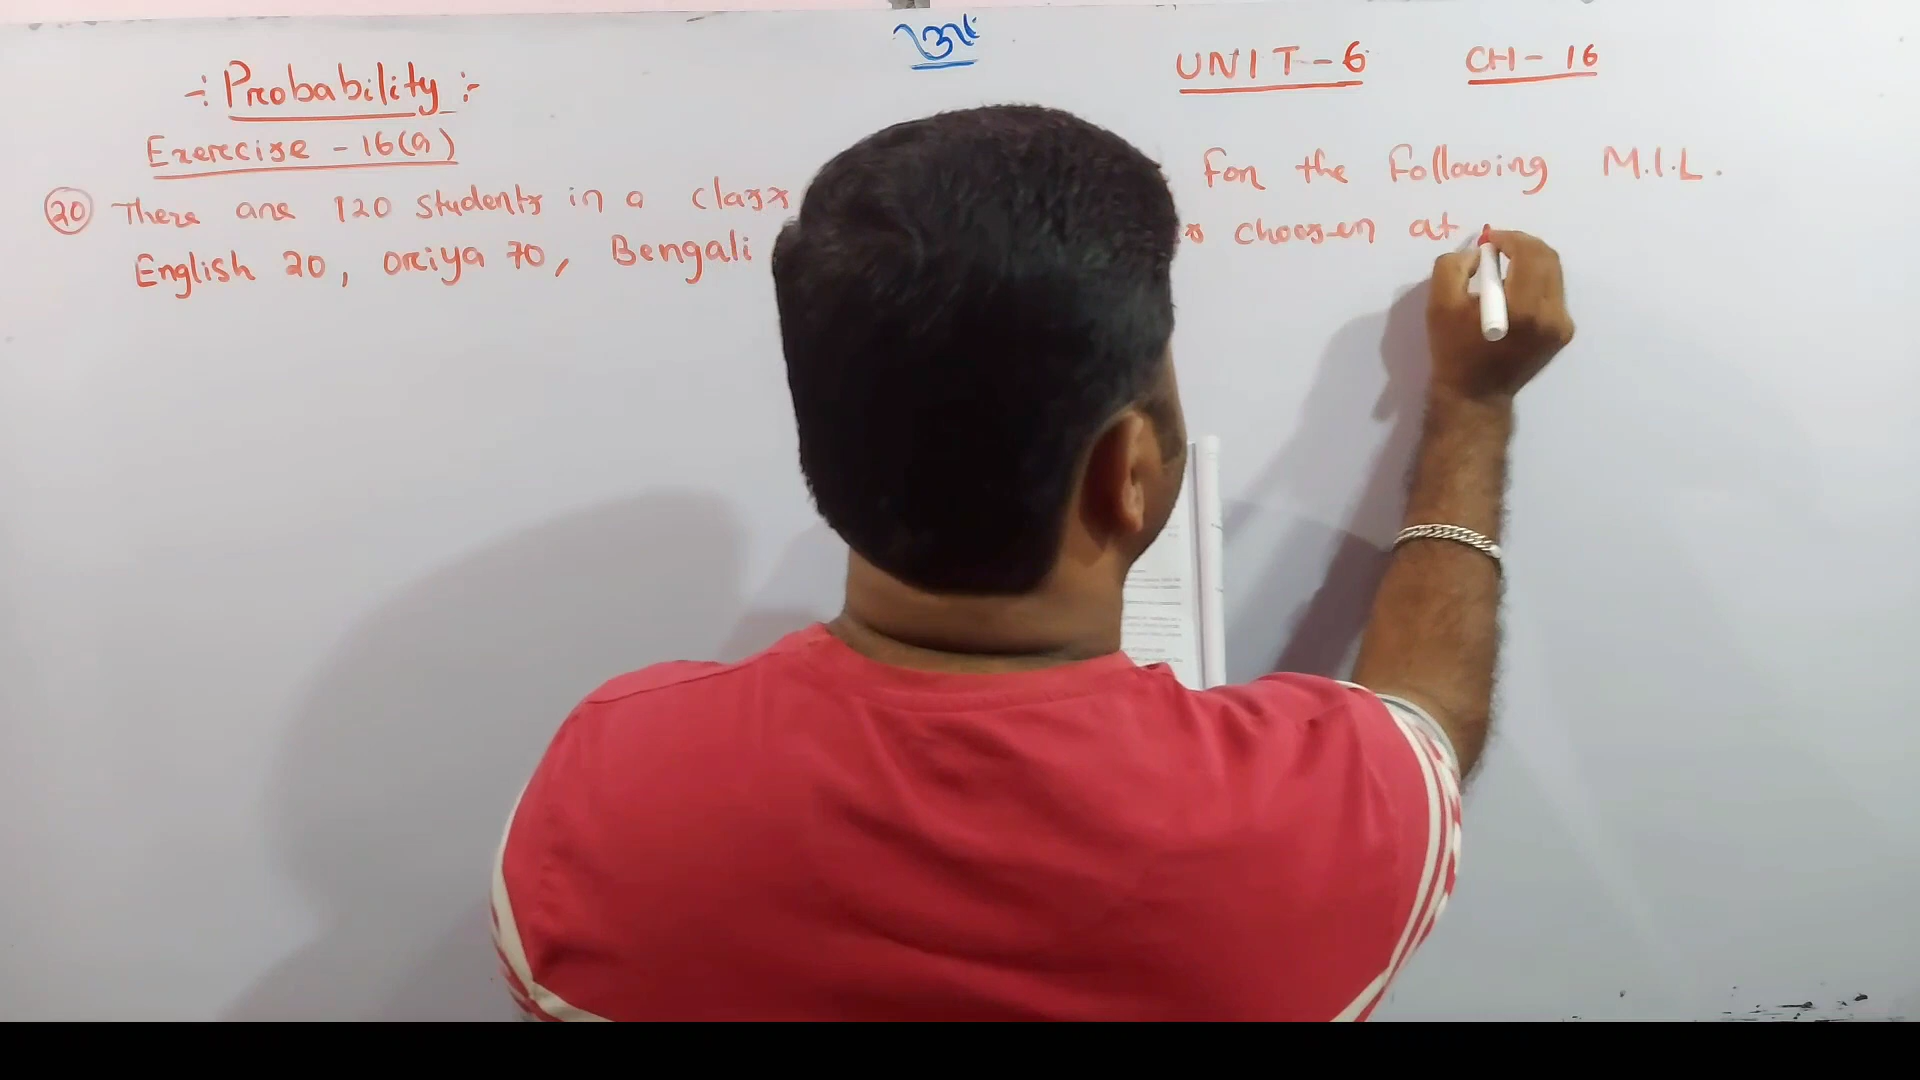 -: Probability :-
UNIT-6 CH-16
Exercise - 16(a)
20 There are 120 students in a class For the Following M.I.L.
English 20, Oriya 70, Bengali is choosen at